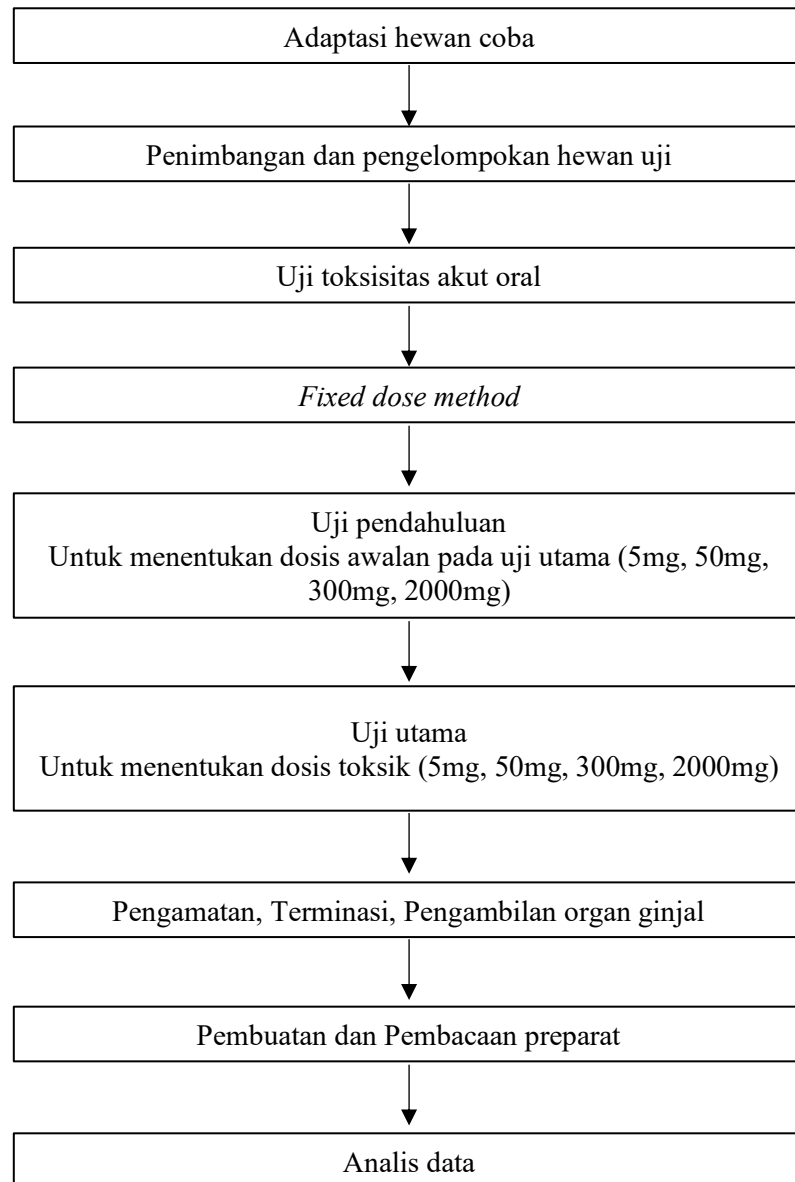 Adaptasi hewan coba
Penimbangan dan pengelompokan hewan uji
Uji toksisitas akut oral
Fixed dose method
Uji pendahuluan
Untuk menentukan dosis awalan pada uji utama (5mg, 50mg,
300mg, 2000mg)
Uji utama
Untuk menentukan dosis toksik (5mg, 50mg, 300mg, 2000mg)
Pengamatan, Terminasi, Pengambilan organ ginjal
Pembuatan dan Pembacaan preparat
Analis data